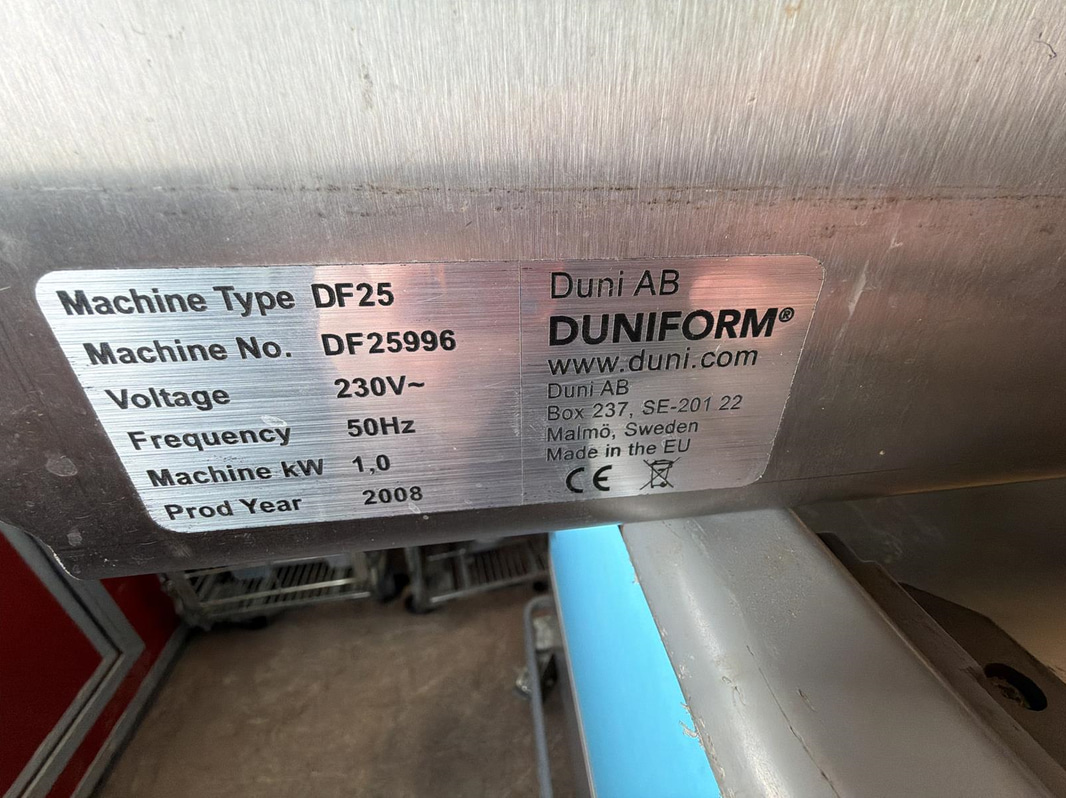 Machine Type DF25
Machine No. DF25996
Voltage 230V~
Frequency 50Hz
Machine kW 1,0
Prod Year 2008
Duni AB
DUNIFORM®
www.duni.com
Duni AB
Box 237, SE-201 22
Malmö, Sweden
Made in the EU
CE